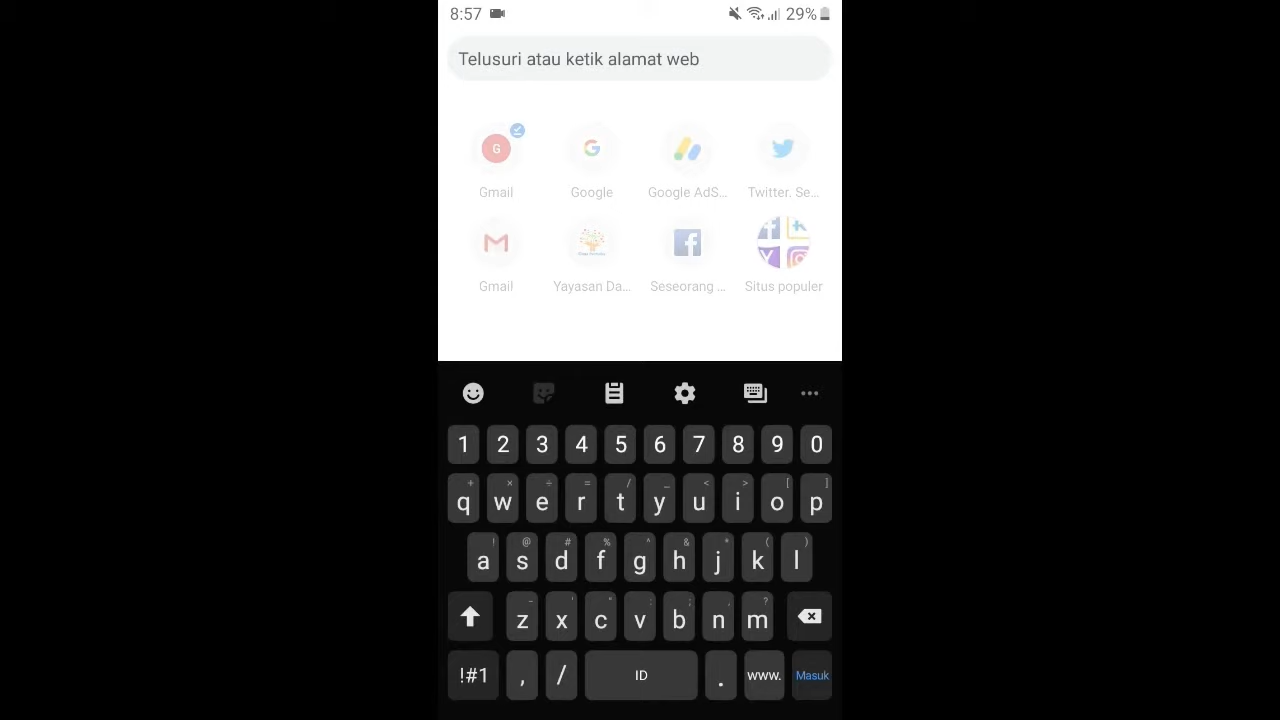 8:57 29%
Telusuri atau ketik alamat web
G
Gmail Google Google AdS... Twitter. Se...
Gmail Yayasan Da... Seseorang ... Situs populer
1 2 3 4 5 6 7 8 9 0
+ × ÷ = / _ < > [ ]
q w e r t y u i o p
! @ # % ^ & * ( )
a s d f g h j k l
- ' " : ; , ?
z x c v b n m
!#1 , / ID . www. Masuk